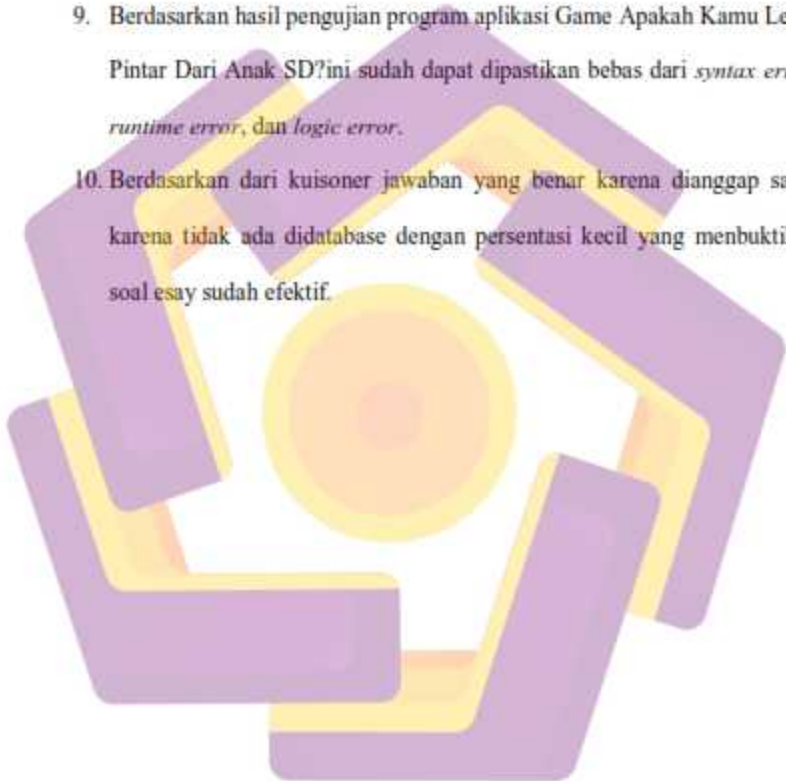 9. Berdasarkan hasil pengujian program aplikasi Game Apakah Kamu Le
Pintar Dari Anak SD?ini sudah dapat dipastikan bebas dari syntax er
runtime error, dan logic error.
10. Berdasarkan dari kuisoner jawaban yang benar karena dianggap sa
karena tidak ada didatabase dengan persentasi kecil yang menbuktil
soal esay sudah efektif.